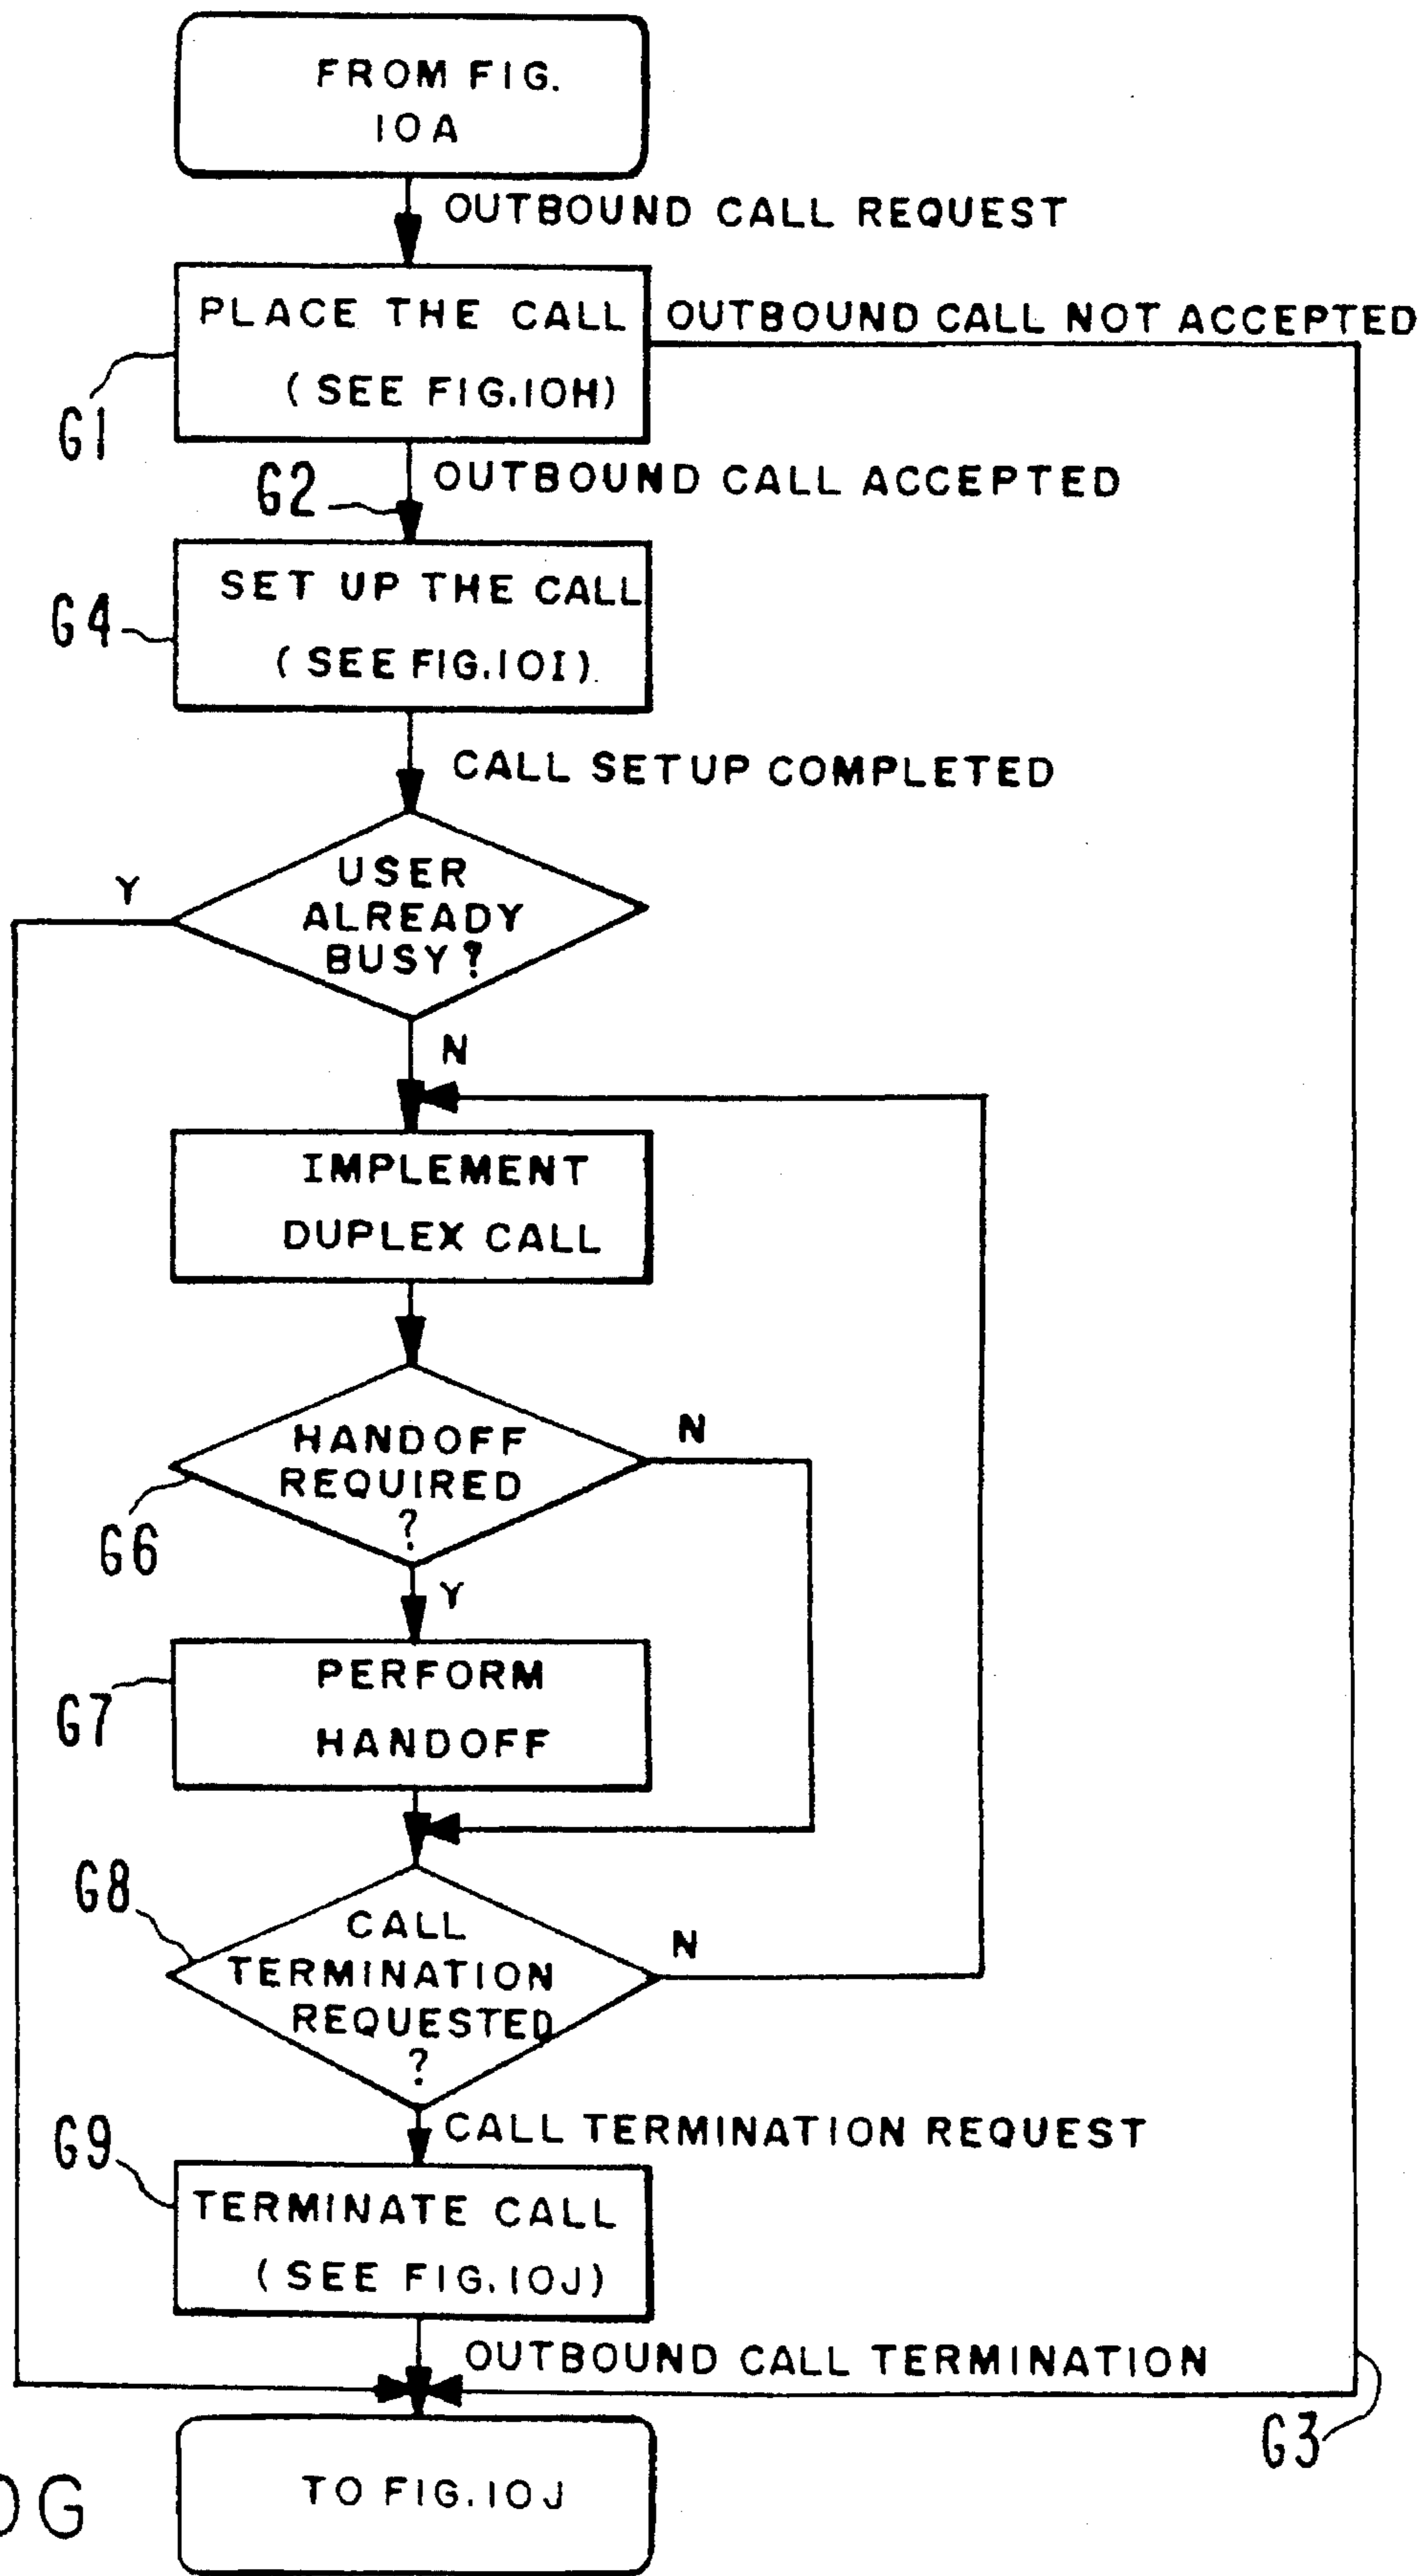 FROM FIG.
10A
OUTBOUND CALL REQUEST
PLACE THE CALL
(SEE FIG.10H)
OUTBOUND CALL NOT ACCEPTED
G1
G2
OUTBOUND CALL ACCEPTED
SET UP THE CALL
(SEE FIG.10I)
G4
CALL SETUP COMPLETED
Y
USER
ALREADY
BUSY?
N
IMPLEMENT
DUPLEX CALL
HANDOFF
REQUIRED
?
N
G6
Y
PERFORM
HANDOFF
G7
G8
CALL
TERMINATION
REQUESTED
?
N
CALL TERMINATION REQUEST
G9
TERMINATE CALL
(SEE FIG.10J)
OUTBOUND CALL TERMINATION
G3
TO FIG.10J
0G